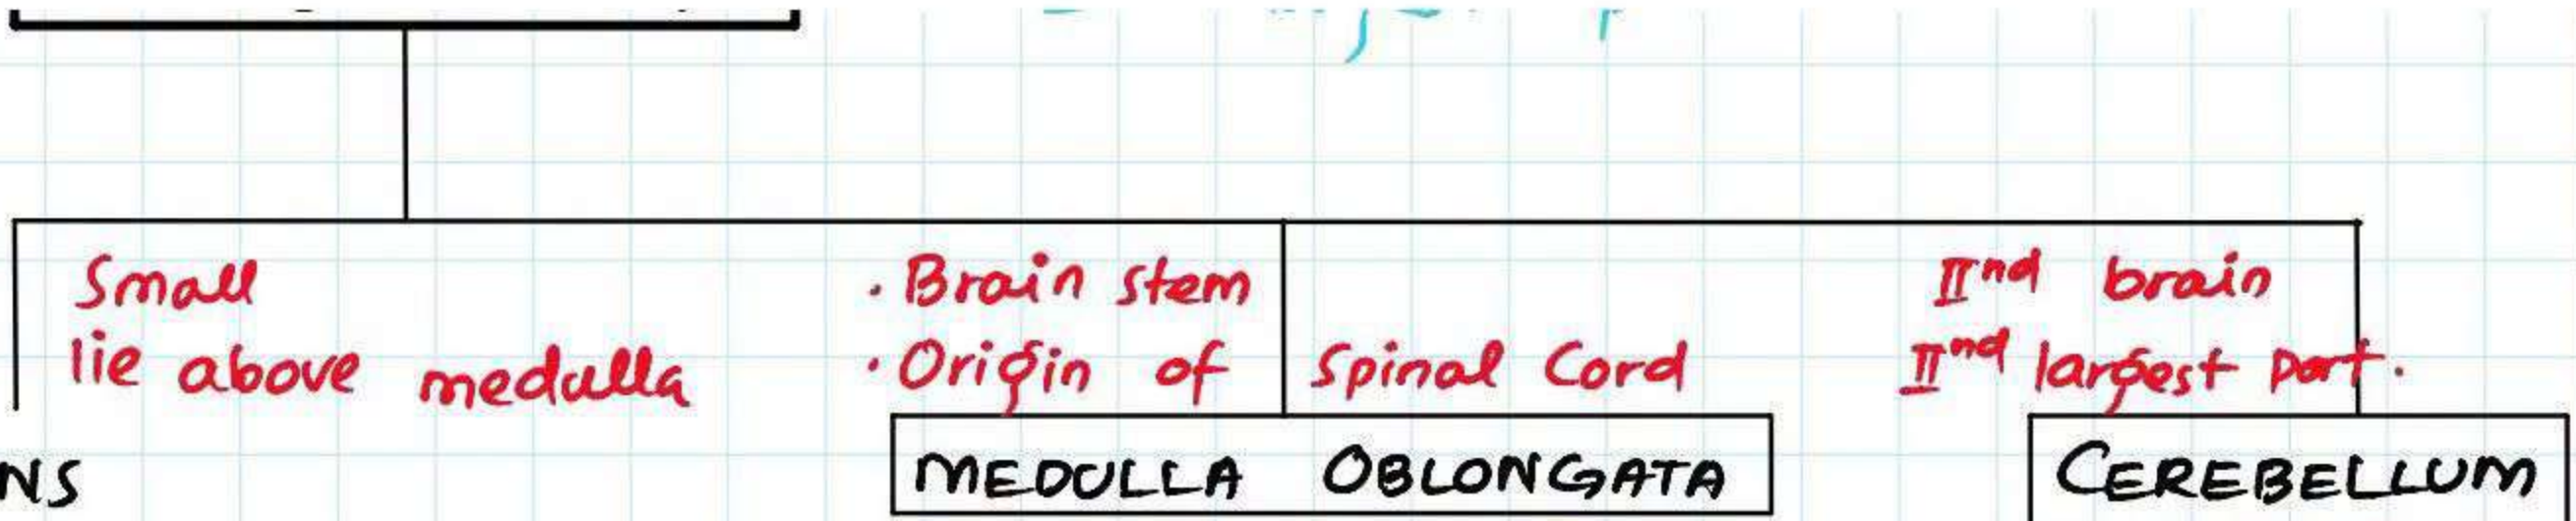 Small
lie above medulla
· Brain stem
· Origin of Spinal Cord
IInd brain
IInd largest part.
NS
MEDULLA OBLONGATA
CEREBELLUM